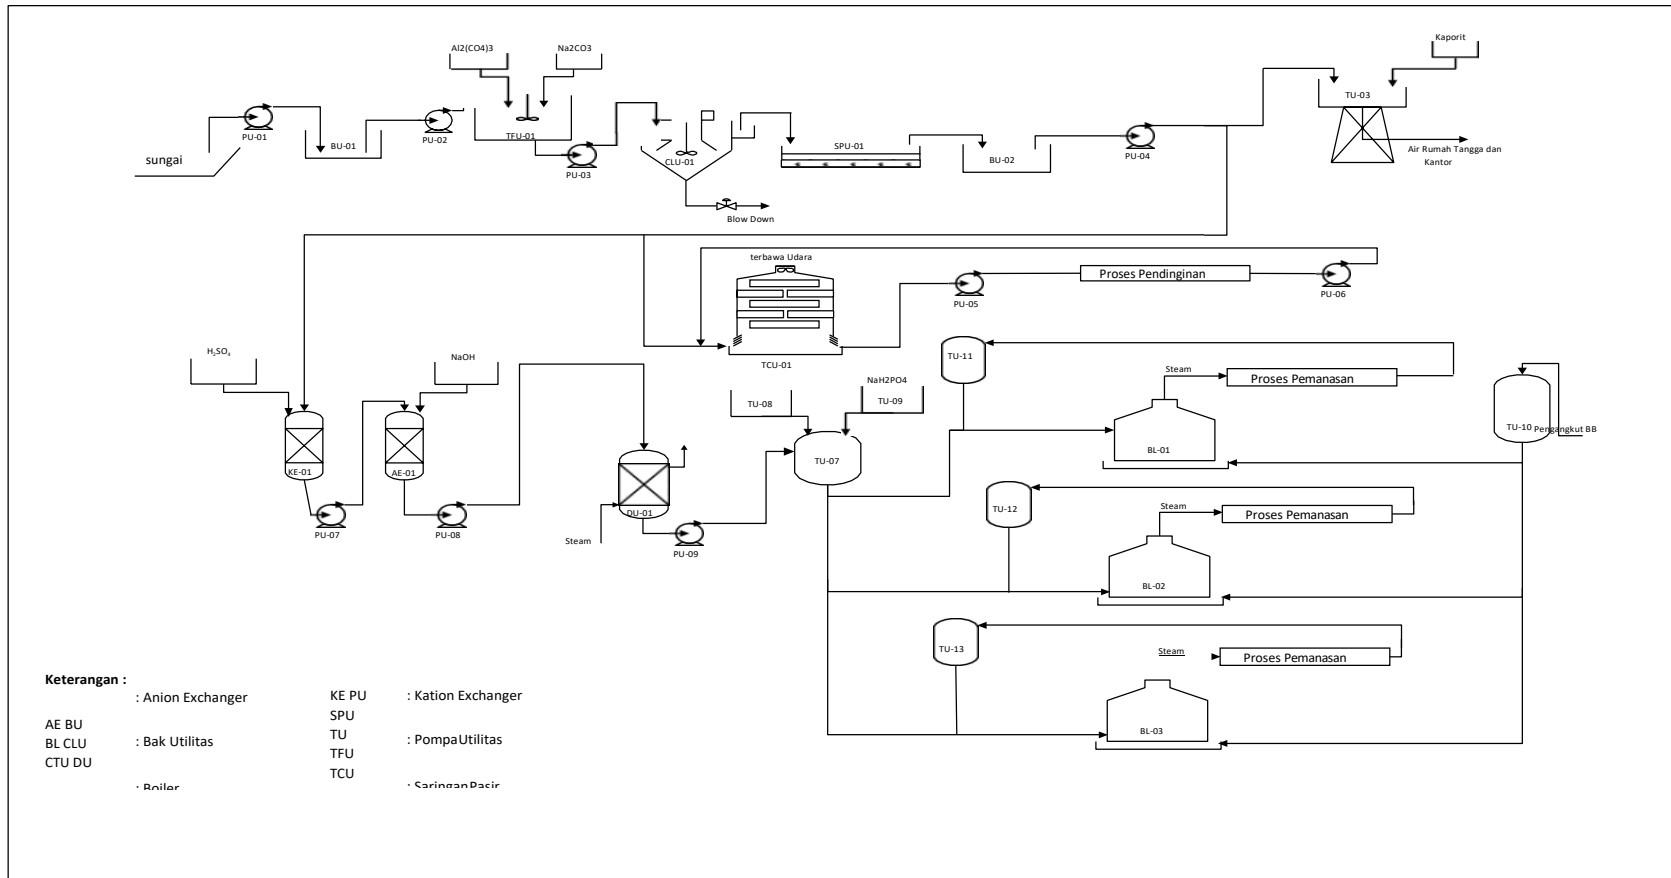 Al2(CO4)3
Na2CO3
Kaporit
TU-03
PU-01
BU-01
PU-02
TFU-01
PU-03
CLU-01
SPU-01
BU-02
PU-04
sungai
Air Rumah Tangga dan
Kantor
Blow Down
terbawa Udara
Proses Pendinginan
PU-05
PU-06
TCU-01
H2SO4
NaOH
TU-11
Steam
Proses Pemanasan
NaH2PO4
TU-08
TU-09
TU-10
Pengangkut BB
BL-01
KE-01
AE-01
TU-07
PU-07
PU-08
DU-01
Steam
PU-09
TU-12
Steam
Proses Pemanasan
BL-02
TU-13
Steam
Proses Pemanasan
BL-03
Keterangan :
: Anion Exchanger
AE BU
BL CLU
: Bak Utilitas
CTU DU
: Boiler
KE PU
: Kation Exchanger
SPU
TU
: PompaUtilitas
TFU
TCU
: SaringanPasir